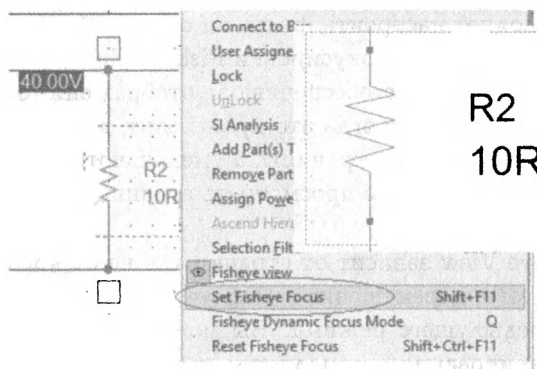 Connect to B
User Assigne
Lock
UnLock
SI Analysis
Add Part(s) T
Remove Part
Assign Powe
Ascend Hiera
Selection Filt
Fisheye view
Set Fisheye Focus Shift+F11
Fisheye Dynamic Focus Mode Q
Reset Fisheye Focus Shift+Ctrl+F11
40.00V
R2
10R
R2
10R